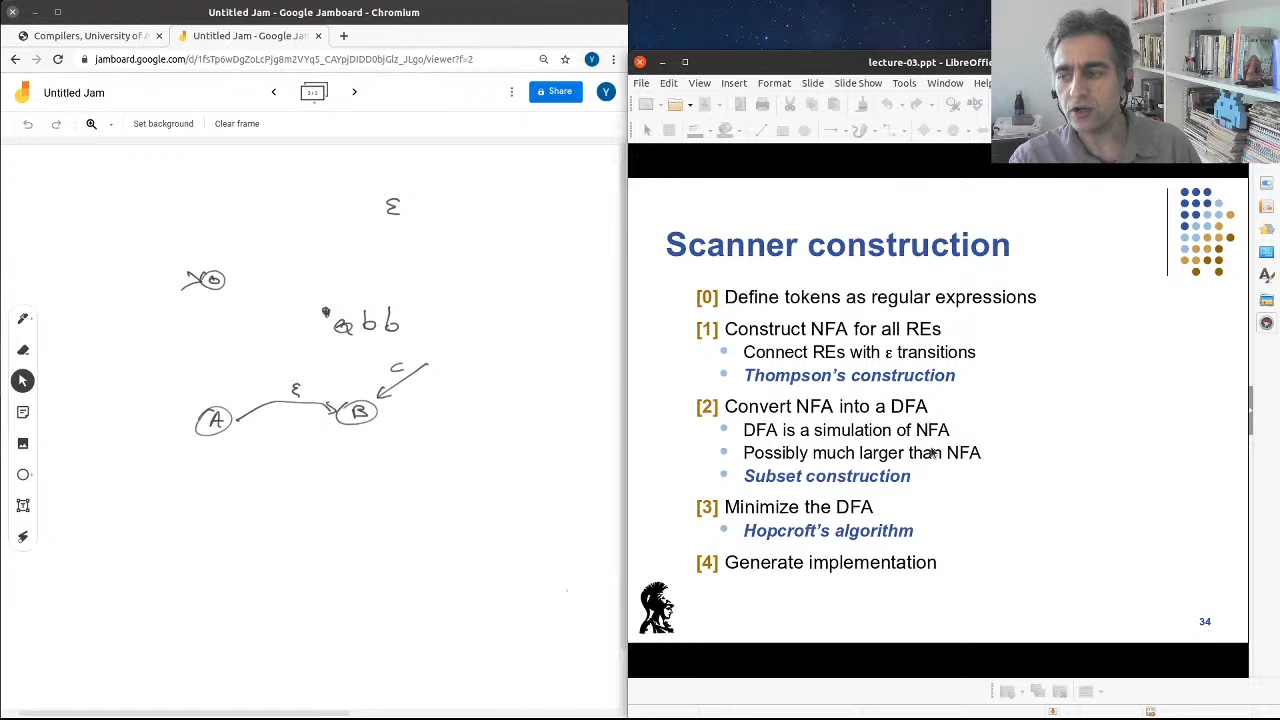 Untitled Jam - Google Jamboard - Chromium
Compilers, University of A
Untitled Jam - Google Jan
jamboard.google.com/d/1fsTp6wDgZoLcPjg8m2VYq5_CAYpjDIDD0bjGlz_JLgo/viewer?f=2
Y
Untitled Jam
Share
Y
Set background
Clear frame
ε
abb
ε
c
A
B
lecture-03.ppt - LibreOffic
File Edit View Insert Format Slide Slide Show Tools Window Help
Scanner construction
[0] Define tokens as regular expressions
[1] Construct NFA for all REs
Connect REs with ε transitions
Thompson's construction
[2] Convert NFA into a DFA
DFA is a simulation of NFA
Possibly much larger than NFA
Subset construction
[3] Minimize the DFA
Hopcroft's algorithm
[4] Generate implementation
34